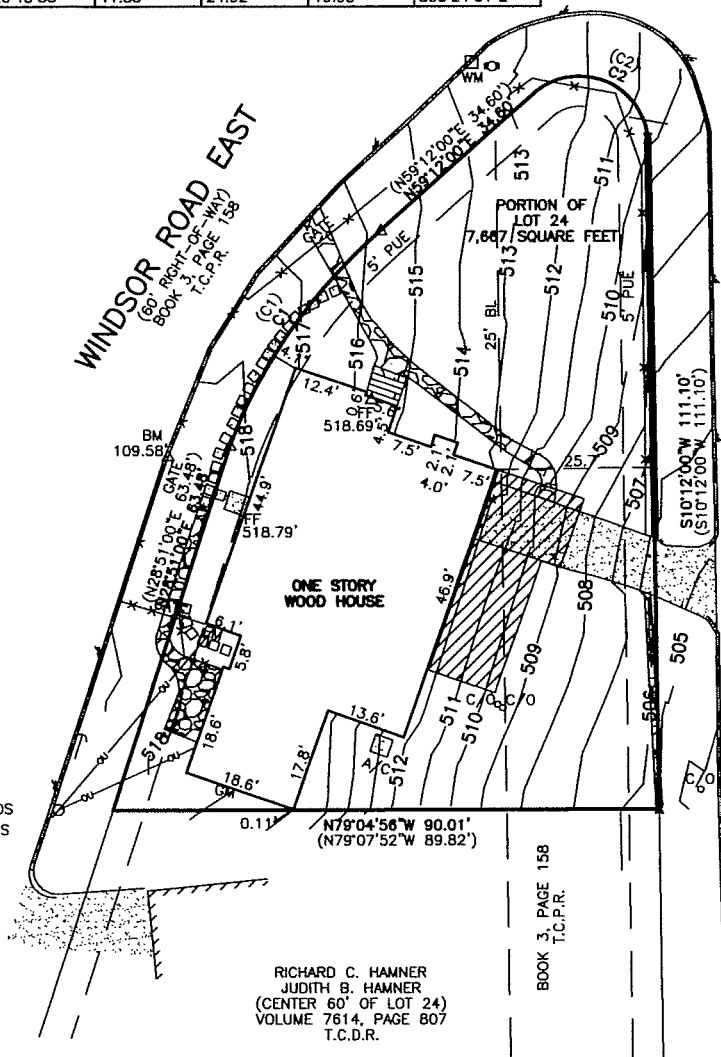 WM
(C2)
C2
(N59°12'00"E 34.60')
N59°12'00"E 34.60'
WINDSOR ROAD EAST
(60' RIGHT-OF-WAY)
BOOK 3, PAGE 158
T.C.P.R.
GATE
5' PUE
513
511
PORTION OF
LOT 24
7,667 SQUARE FEET
515
513
512
510
5' PUE
25' BL
(C1)
C1
517
516
514
4.1'
12.4'
0.6'
FF
518.69'
5.6'
4.5'
7.5'
2.1'
2.1'
4.0'
7.5'
25.
509
507
S10°12'00"W 111.10'
(S10°12'00"W 111.10')
BM
109.58'
518
GATE
(N28°51'00"E 63.48')
N28°51'00"E 63.48'
44.9'
FF
518.79'
ONE STORY
WOOD HOUSE
46.9'
508
509
505
506
6.1'
5.8'
C/O
C/O
511
510
13.6'
A/C
512
18.6'
17.8'
18.6'
GM
518
C/O
OS
S
0.11'
N79°04'56"W 90.01'
(N79°07'52"W 89.82')
BOOK 3, PAGE 158
T.C.P.R.
RICHARD C. HAMNER
JUDITH B. HAMNER
(CENTER 60' OF LOT 24)
VOLUME 7614, PAGE 807
T.C.D.R.